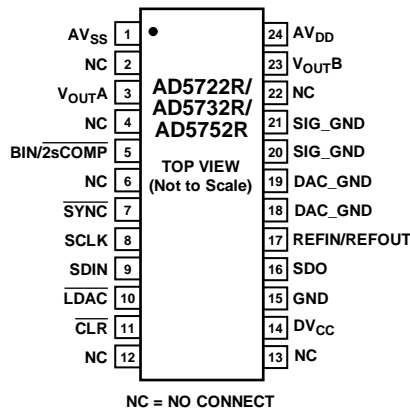 AVSS 1
NC 2
VOUTA 3
NC 4
BIN/2sCOMP 5
NC 6
SYNC 7
SCLK 8
SDIN 9
LDAC 10
CLR 11
NC 12
AD5722R/
AD5732R/
AD5752R
TOP VIEW
(Not to Scale)
24 AVDD
23 VOUTB
22 NC
21 SIG_GND
20 SIG_GND
19 DAC_GND
18 DAC_GND
17 REFIN/REFOUT
16 SDO
15 GND
14 DVCC
13 NC
NC = NO CONNECT